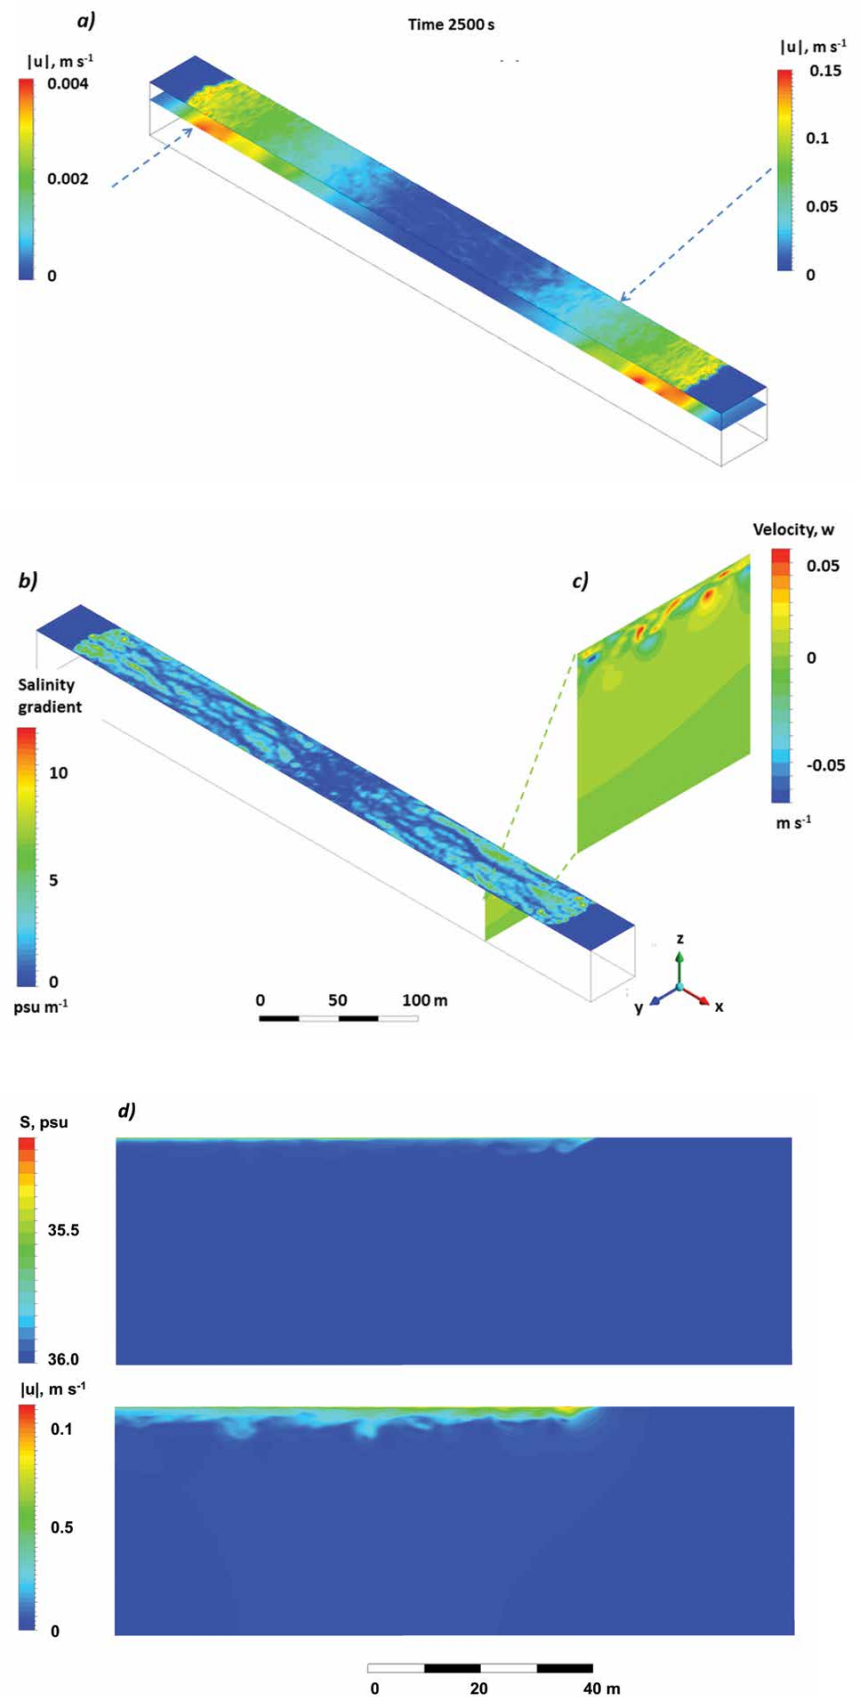 a)
Time 2500 s
|u|, m s-1
0.004
0.002
0
|u|, m s-1
0.15
0.1
0.05
0
b)
Salinity
gradient
10
5
0
psu m-1
c)
Velocity, w
0.05
0
-0.05
m s-1
0 50 100 m
z
y
x
d)
S, psu
35.5
36.0
|u|, m s-1
0.1
0.5
0
0 20 40 m